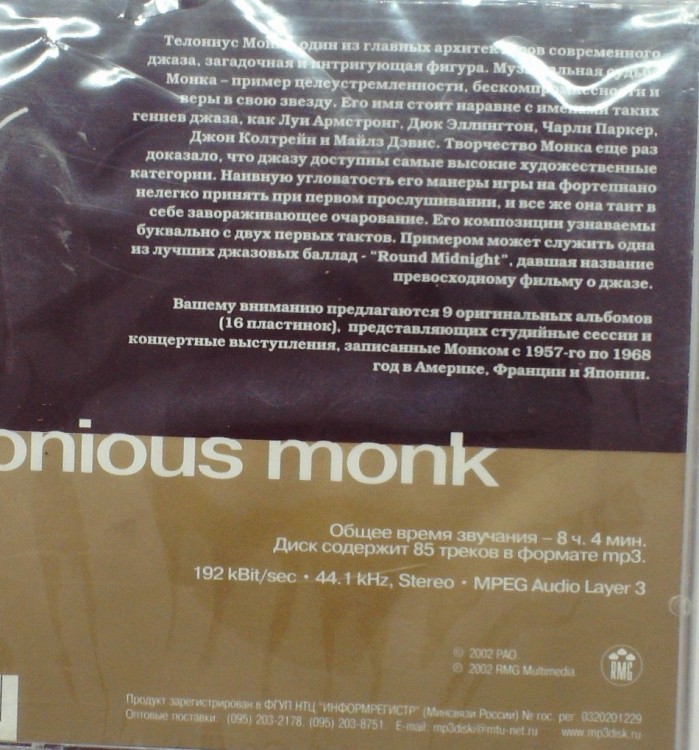 Телониус Монк, один из главных архитекторов современного
джаза, загадочная и интригующая фигура. Музыкальная судьба
Монка – пример целеустремленности, бескомпромиссности и
веры в свою звезду. Его имя стоит наравне с именами таких
гениев джаза, как Луи Армстронг, Дюк Эллингтон, Чарли Паркер,
Джон Колтрейн и Майлз Дэвис. Творчество Монка еще раз
доказало, что джазу доступны самые высокие художественные
категории. Наивную угловатость его манеры игры на фортепиано
нелегко принять при первом прослушивании, и все же она таит в
себе завораживающее очарование. Его композиции узнаваемы
буквально с двух первых тактов. Примером может служить одна
из лучших джазовых баллад - "Round Midnight", давшая название
превосходному фильму о джазе.
Вашему вниманию предлагаются 9 оригинальных альбомов
(16 пластинок), представляющих студийные сессии и
концертные выступления, записанные Монком с 1957-го по 1968
год в Америке, Франции и Японии.
onious monk
Общее время звучания – 8 ч. 4 мин.
Диск содержит 85 треков в формате mp3.
192 kBit/sec • 44.1 kHz, Stereo • MPEG Audio Layer 3
© 2002 РАО
© 2002 RMG Multimedia
RMG
Продукт зарегистрирован в ФГУП НТЦ "ИНФОРМРЕГИСТР" (Минсвязи России) № гос. рег. 0320201229
Оптовые поставки: (095) 203-2178, (095) 203-8751 E-mail: mp3diski@mtu-net.ru www.mp3disk.ru